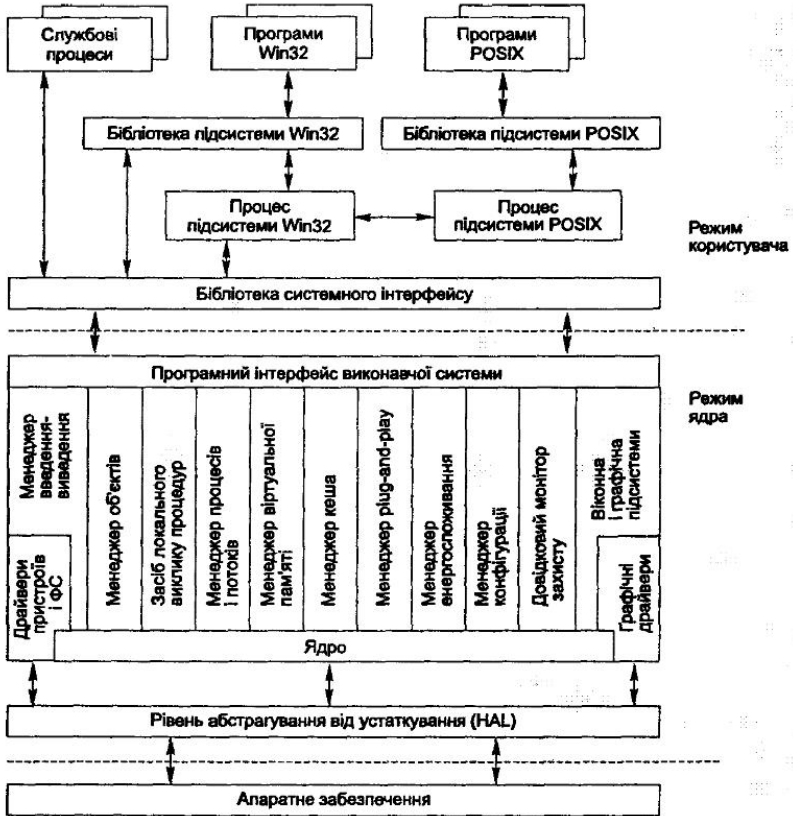 Службові
процеси
Програми
Win32
Програми
POSIX
Бібліотека підсистеми Win32
Бібліотека підсистеми POSIX
Процес
підсистеми Win32
Процес
підсистеми POSIX
Режим
користувача
Бібліотека системного інтерфейсу
Програмний інтерфейс виконавчої системи
Режим
ядра
Менеджер
введення-
виведення
Драйвери
пристроїв
і ФС
Менеджер об'єктів
Засіб локального
виклику процедур
Менеджер процесів
і потоків
Менеджер віртуальної
пам'яті
Менеджер кеша
Менеджер plug-and-play
Менеджер
енергоспоживання
Менеджер
конфігурації
Довідковий монітор
захисту
Віконна
і графічна
підсистеми
Графічні
драйвери
Ядро
Рівень абстрагування від устаткування (HAL)
Апаратне забезпечення